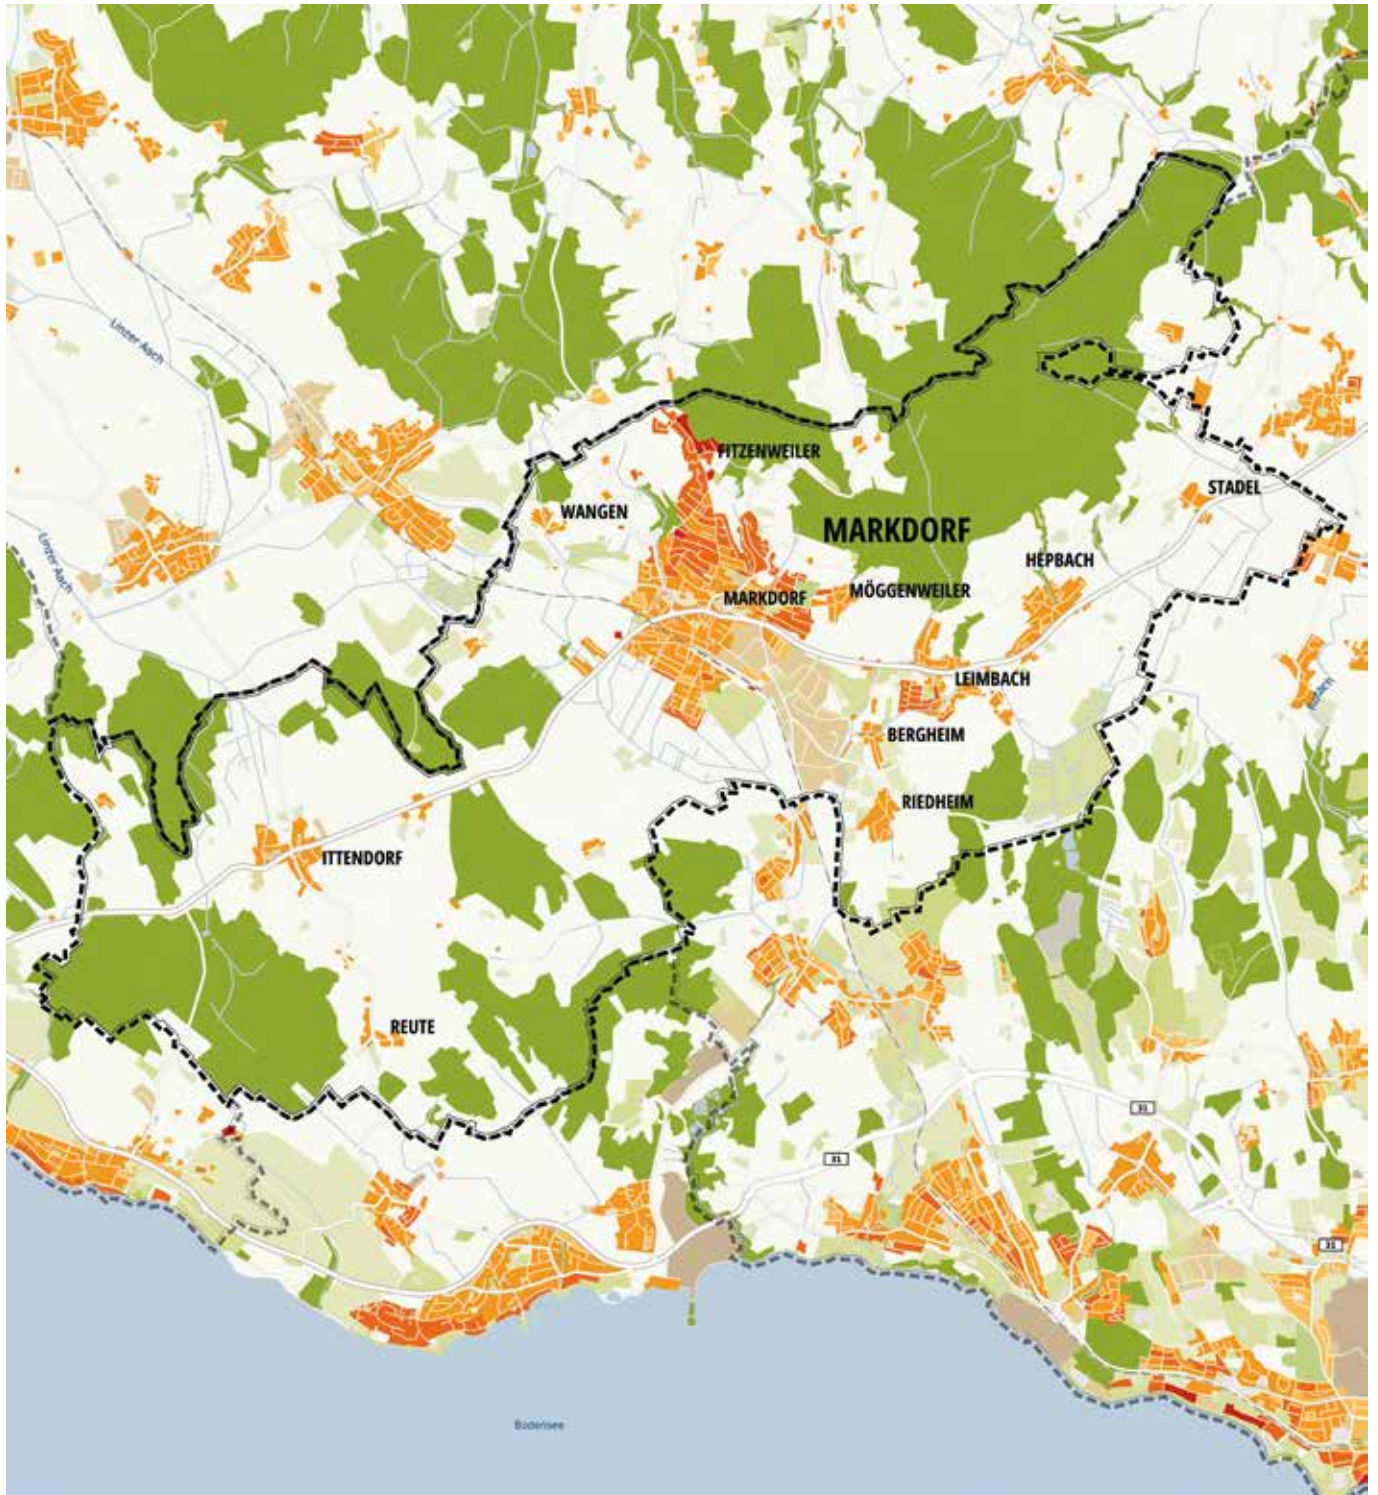 Linzer Aach
FITZENWEILER
STADEL
WANGEN
MARKDORF
Linzer Aach
HEPBACH
MÖGGENWEILER
MARKDORF
LEIMBACH
BERGHEIM
RIEDHEIM
ITTENDORF
REUTE
31
31
31
Bodensee